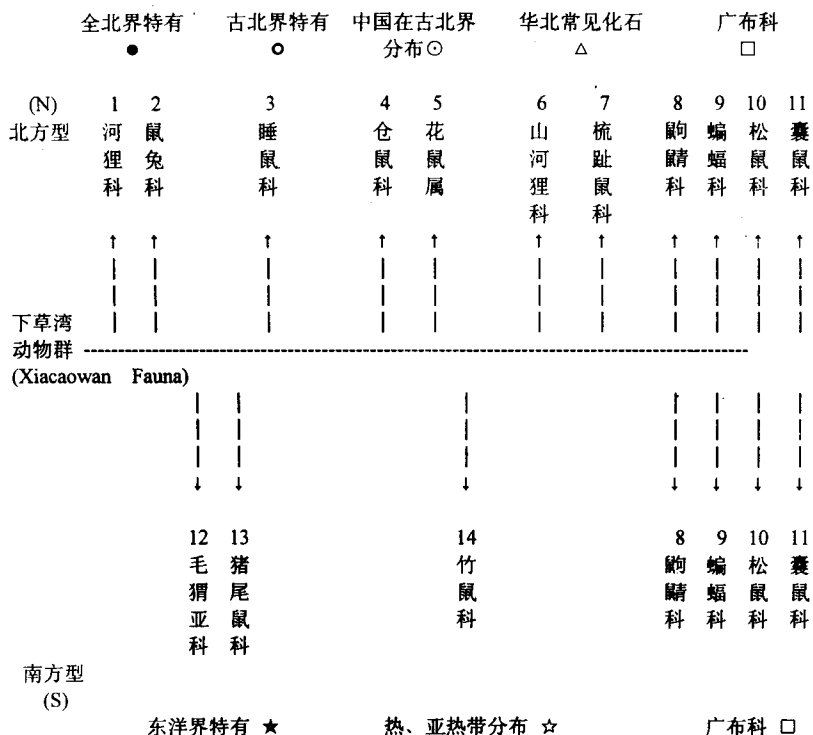 全北界特有 古北界特有 中国在古北界 华北常见化石 广布科
● ○ 分布⊙ △ □
(N) 1 2 3 4 5 6 7 8 9 10 11
北方型 河狸科 鼠兔科 睡鼠科 仓鼠科 花鼠属 山河狸科 梳趾鼠科 鼩鼱科 蝙蝠科 松鼠科 囊鼠科
下草湾
动物群
(Xiacaowan Fauna)
12 13 14 8 9 10 11
毛猬亚科 猪尾鼠科 竹鼠科 鼩鼱科 蝙蝠科 松鼠科 囊鼠科
南方型
(S)
东洋界特有 ★ 热、亚热带分布 ☆ 广布科 □